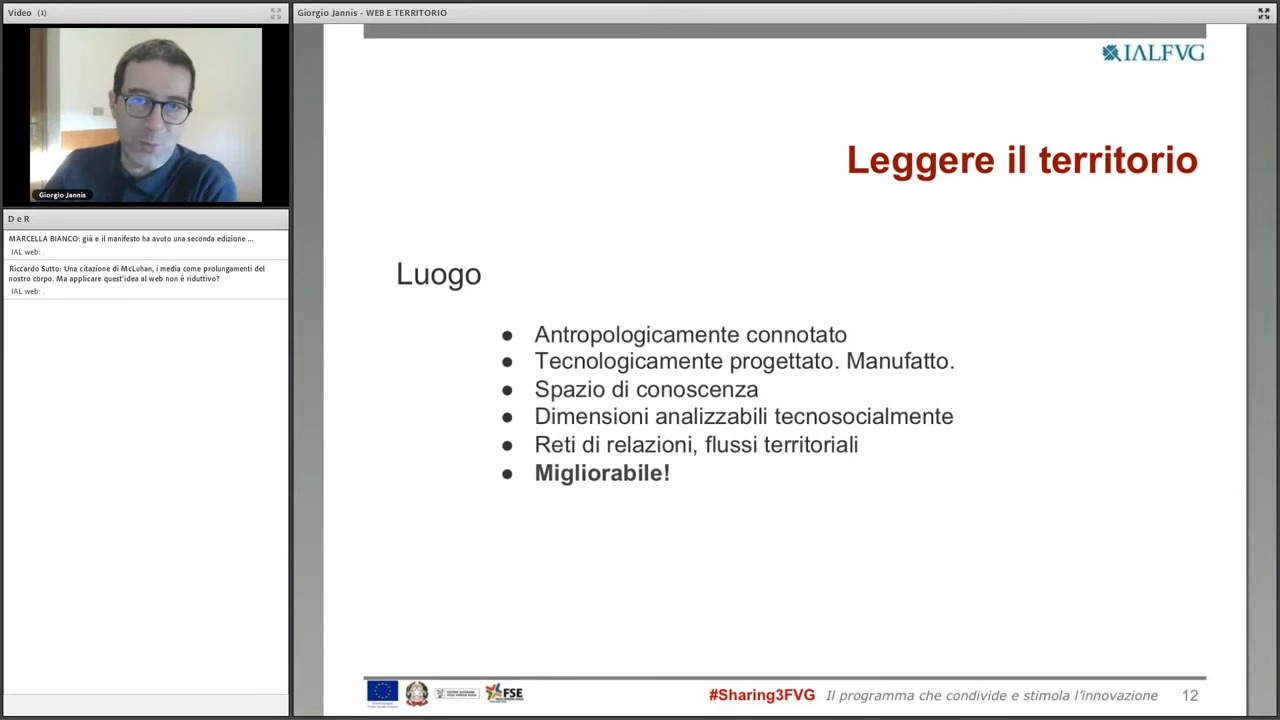 Video (1)
Giorgio Jannis - WEB E TERRITORIO
Giorgio Jannis
D e R
MARCELLA BIANCO: già e il manifesto ha avuto una seconda edizione ...
IAL web: .
Riccardo Sutto: Una citazione di McLuhan, i media come prolungamenti del
nostro corpo. Ma applicare quest'idea al web non è riduttivo?
IAL web: .
IALFVG
Leggere il territorio
Luogo
● Antropologicamente connotato
● Tecnologicamente progettato. Manufatto.
● Spazio di conoscenza
● Dimensioni analizzabili tecnosocialmente
● Reti di relazioni, flussi territoriali
● Migliorabile!
FSE
#Sharing3FVG Il programma che condivide e stimola l'innovazione 12